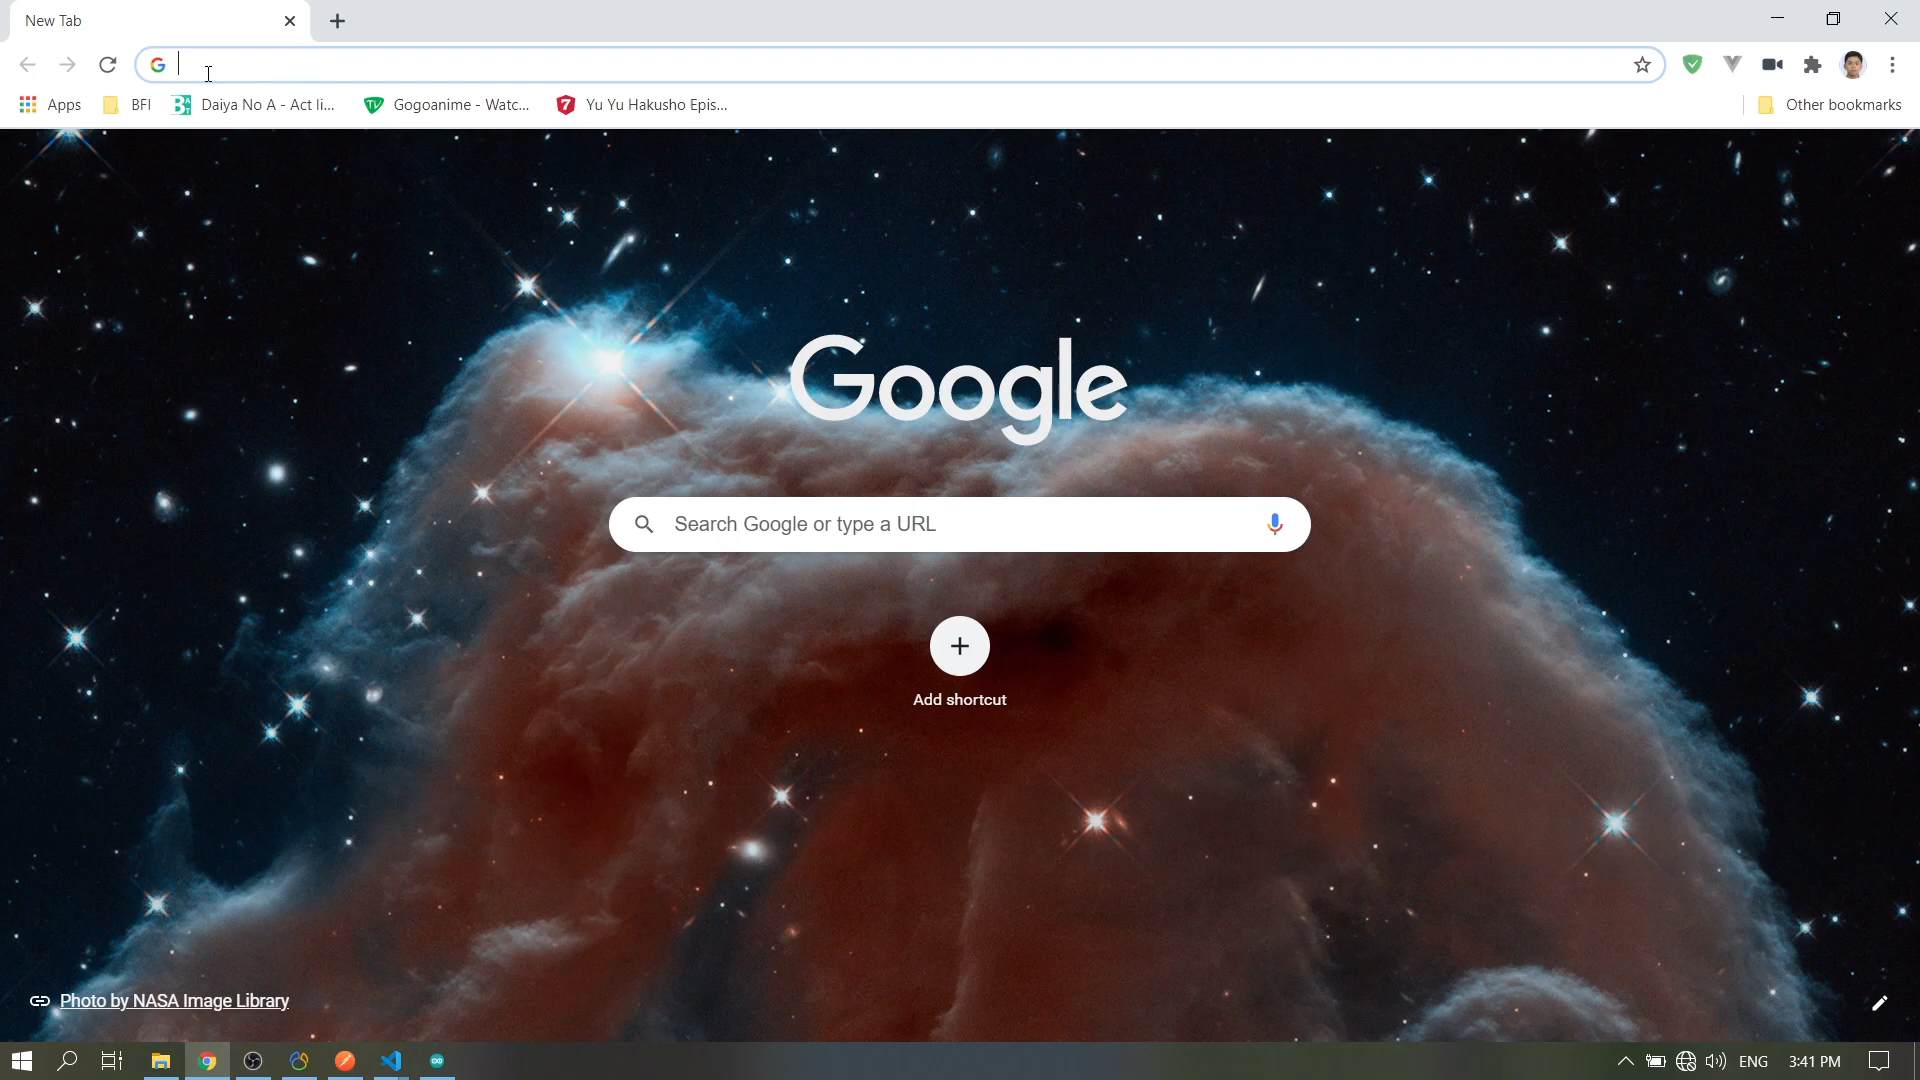 New Tab
Apps
BFI
Daiya No A - Act li...
Gogoanime - Watc...
Yu Yu Hakusho Epis...
Other bookmarks
Google
Search Google or type a URL
Add shortcut
Photo by NASA Image Library
ENG
3:41 PM